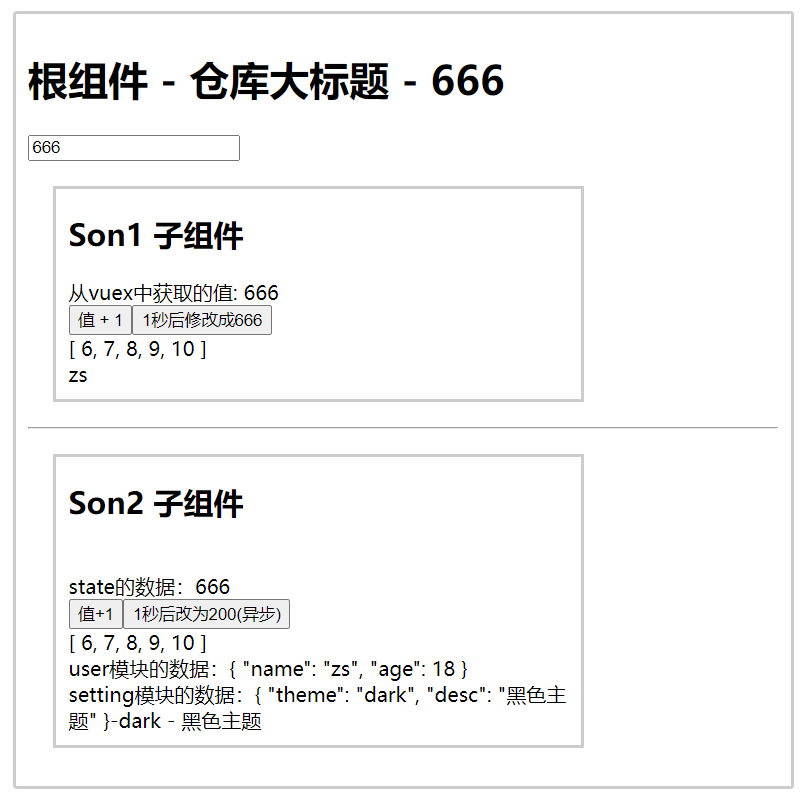 根组件 - 仓库大标题 - 666
666
Son1 子组件
从vuex中获取的值: 666
值 + 1 1秒后修改成666
[ 6, 7, 8, 9, 10 ]
zs
Son2 子组件
state的数据：666
值+1 1秒后改为200(异步)
[ 6, 7, 8, 9, 10 ]
user模块的数据：{ "name": "zs", "age": 18 }
setting模块的数据：{ "theme": "dark", "desc": "黑色主
题" }-dark - 黑色主题